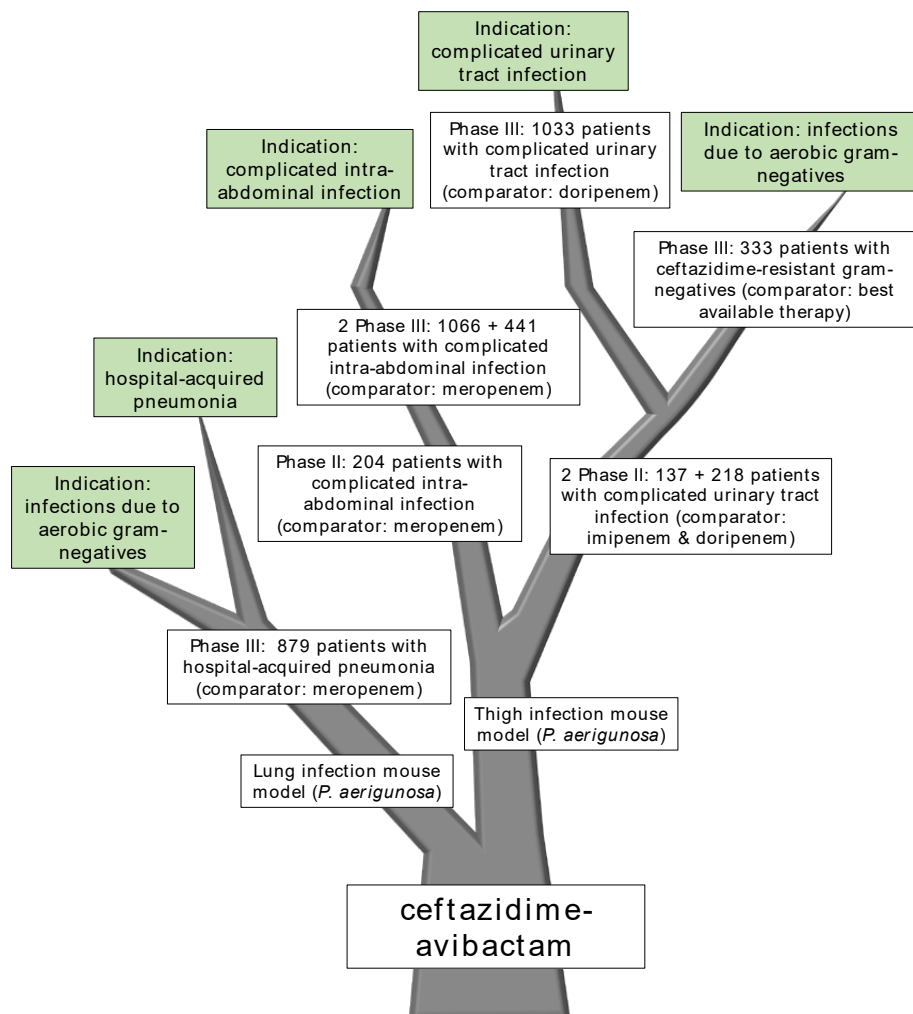 Indication:
complicated urinary
tract infection
Phase III: 1033 patients
with complicated urinary
tract infection
(comparator: doripenem)
Indication: infections
due to aerobic gram-
negatives
Indication:
complicated intra-
abdominal infection
Phase III: 333 patients with
ceftazidime-resistant gram-
negatives (comparator: best
available therapy)
2 Phase III: 1066 + 441
patients with complicated
intra-abdominal infection
(comparator: meropenem)
Indication:
hospital-acquired
pneumonia
Phase II: 204 patients with
complicated intra-
abdominal infection
(comparator: meropenem)
2 Phase II: 137 + 218 patients
with complicated urinary tract
infection (comparator:
imipenem & doripenem)
Indication:
infections due to
aerobic gram-
negatives
Phase III:  879 patients with
hospital-acquired pneumonia
(comparator: meropenem)
Thigh infection mouse
model (P. aerigunosa)
Lung infection mouse
model (P. aerigunosa)
ceftazidime-
avibactam